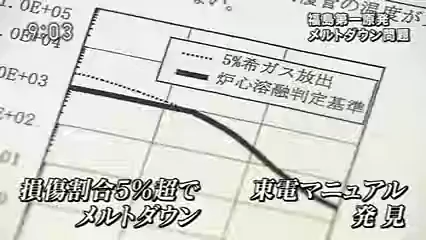 福島第一原発
メルトダウン問題
9:03
1.0E+05
E+04
0E+03
E+02
+01
5%希ガス放出
炉心溶融判定基準
損傷割合5%超で
メルトダウン
東電マニュアル
発見